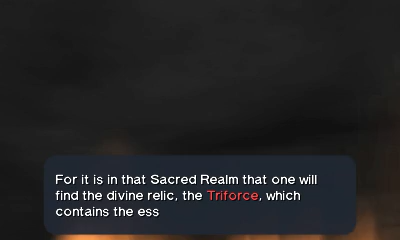 For it is in that Sacred Realm that one will
find the divine relic, the Triforce, which
contains the ess